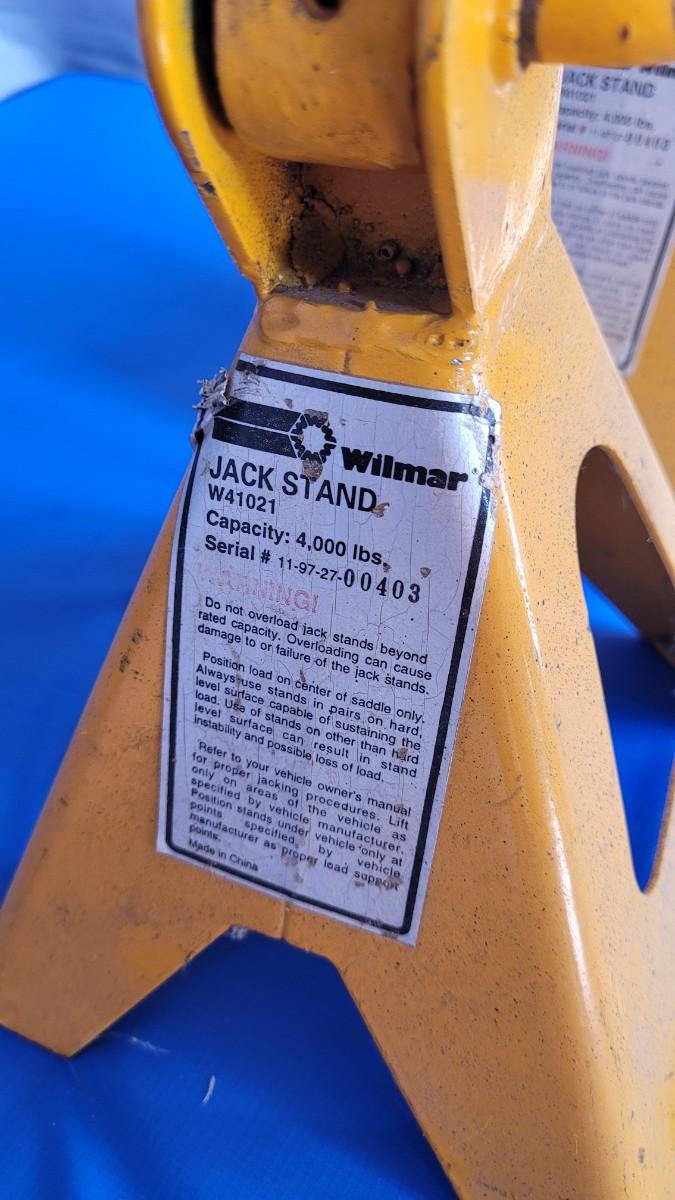 Wilmar
JACK STAND
W41021
Capacity: 4,000 lbs.
Serial # 11-97-27-00403
WARNING!
Do not overload jack stands beyond
rated capacity. Overloading can cause
damage to or failure of the jack stands.
Position load on center of saddle only.
Always use stands in pairs on hard,
level surface capable of sustaining the
load. Use of stands on other than hard
level surface can result in stand
instability and possible loss of load.
Refer to your vehicle owner's manual
for proper jacking procedures. Lift
only on areas of the vehicle as
specified by vehicle manufacturer.
Position stands under vehicle only at
points specified by vehicle
manufacturer as proper load support
points.
Made in China
JACK STAND
Capacity: 4,000 lbs.